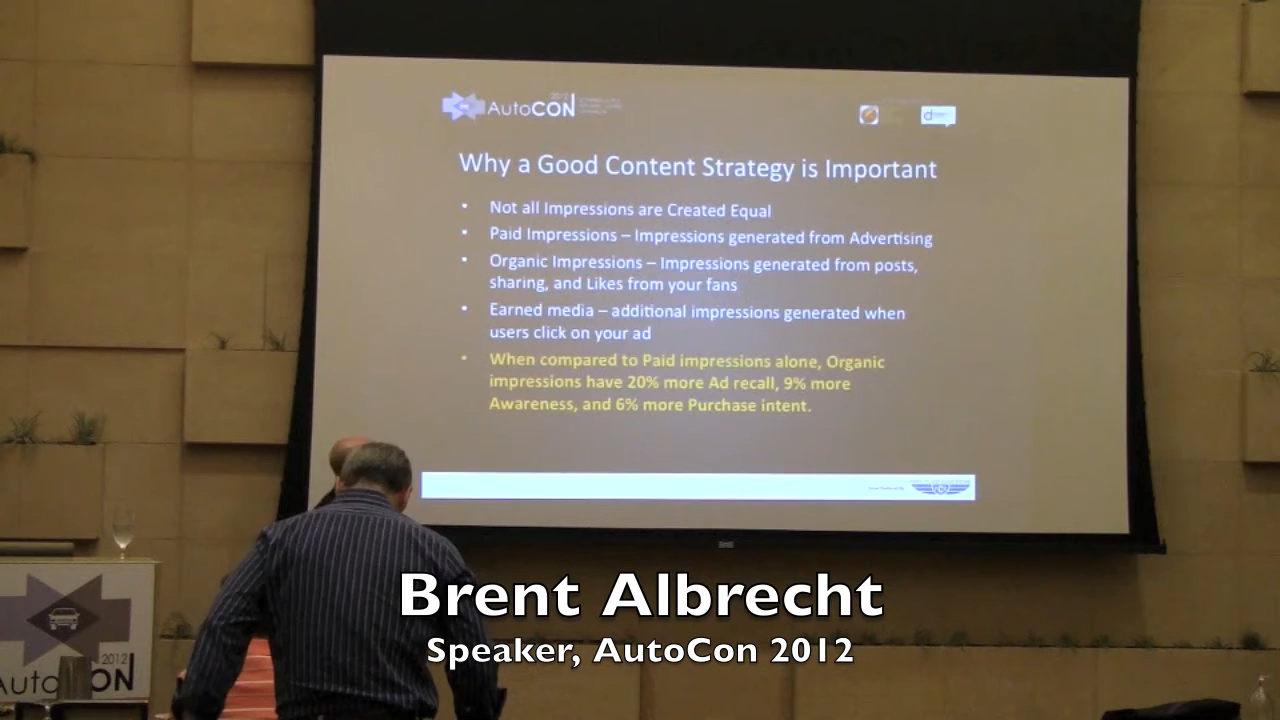 2012
AutoCON
Why a Good Content Strategy is Important
• Not all Impressions are Created Equal
• Paid Impressions – Impressions generated from Advertising
• Organic Impressions – Impressions generated from posts,
sharing, and Likes from your fans
• Earned media – additional impressions generated when
users click on your ad
• When compared to Paid impressions alone, Organic
impressions have 20% more Ad recall, 9% more
Awareness, and 6% more Purchase intent.
Brent Albrecht
Speaker, AutoCon 2012
2012
AutoCON